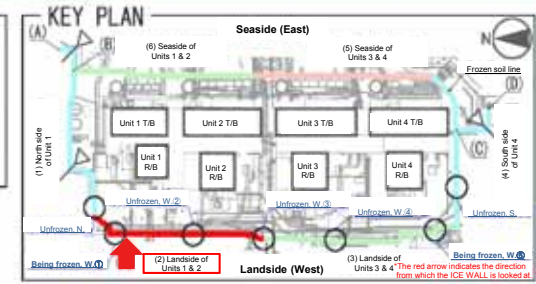 KEY PLAN
(A)
(B)
Seaside (East)
N
(6) Seaside of
Units 1 & 2
(5) Seaside of
Units 3 & 4
Frozen soil line
(D)
(1) North side
of Unit 1
Unit 1 T/B
Unit 2 T/B
Unit 3 T/B
Unit 4 T/B
(C)
(4) South side
of Unit 4
Unit 1
R/B
Unit 2
R/B
Unit 3
R/B
Unit 4
R/B
Unfrozen, W.②
Unfrozen, W.③
Unfrozen, W.④
Unfrozen, S.
Unfrozen, N.
Being frozen, W.①
(2) Landside of
Units 1 & 2
Landside (West)
(3) Landside of
Units 3 & 4
Being frozen, W.⑤
*The red arrow indicates the direction
from which the ICE WALL is looked at.